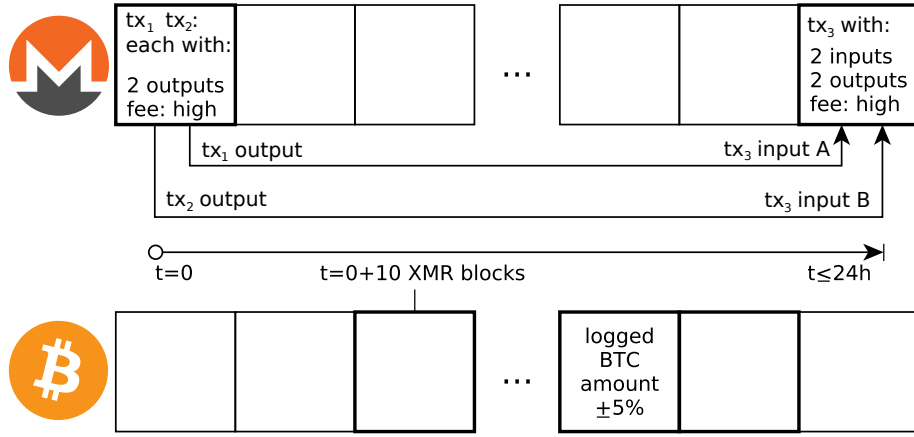 tx₁ tx₂:
each with:
2 outputs
fee: high
...
tx₃ with:
2 inputs
2 outputs
fee: high
tx₁ output
tx₃ input A
tx₂ output
tx₃ input B
t=0
t=0+10 XMR blocks
t≤24h
...
logged
BTC
amount
±5%